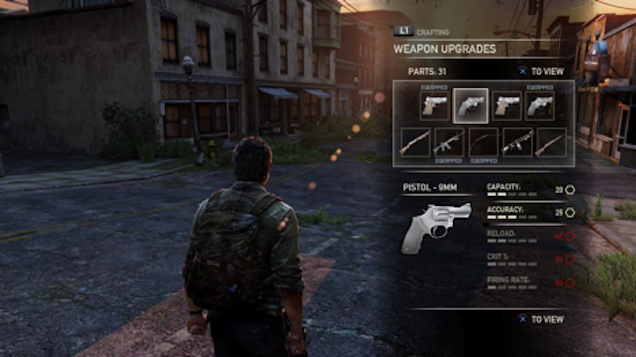 L1 CRAFTING
WEAPON UPGRADES
PARTS: 31 TO VIEW
EQUIPPED EQUIPPED
EQUIPPED EQUIPPED
PISTOL - 9MM
CAPACITY: 20
ACCURACY: 25
RELOAD:
CRIT %:
FIRING RATE:
TO VIEW